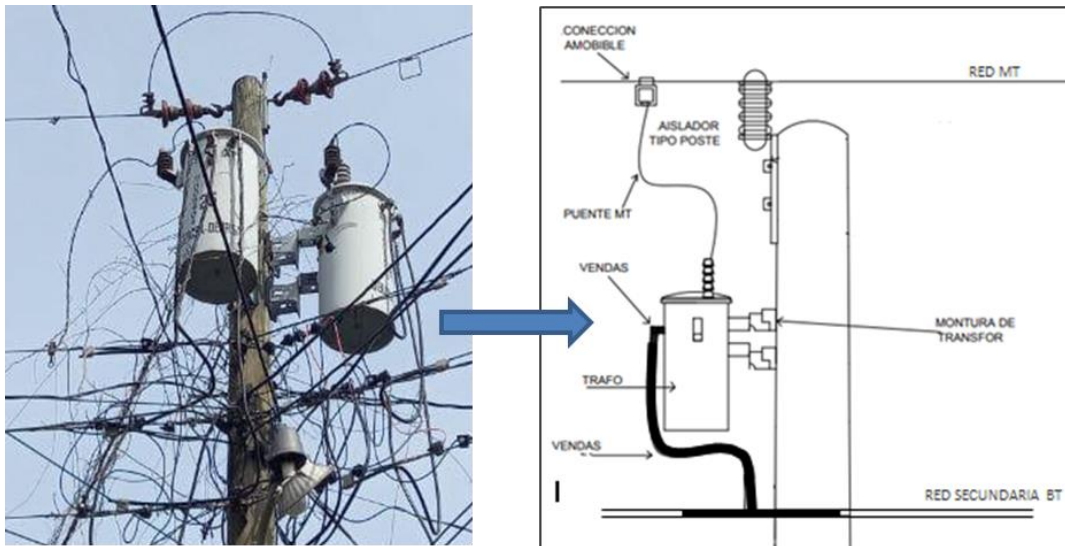 .CONECCION
AMOBIBLE
RED MT
AISLADOR
TIPO POSTE
PUENTE MT
VENDAS
MONTURA DE
TRANSFOR
TRAFO
VENDAS
RED SECUNDARIA BT